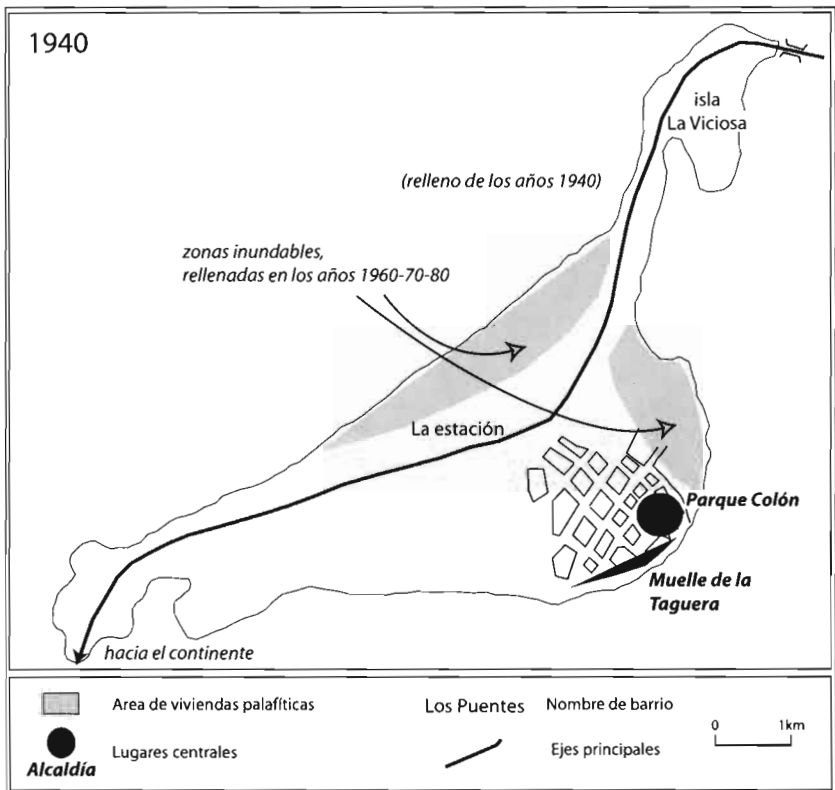 1940
isla
La Viciosa
(relleno de los años 1940)
zonas inundables,
rellenadas en los años 1960-70-80
La estación
Parque Colón
Muelle de la
Taguera
hacia el continente
Area de viviendas palafíticas
Los Puentes Nombre de barrio
0 1km
Lugares centrales
Ejes principales
Alcaldía